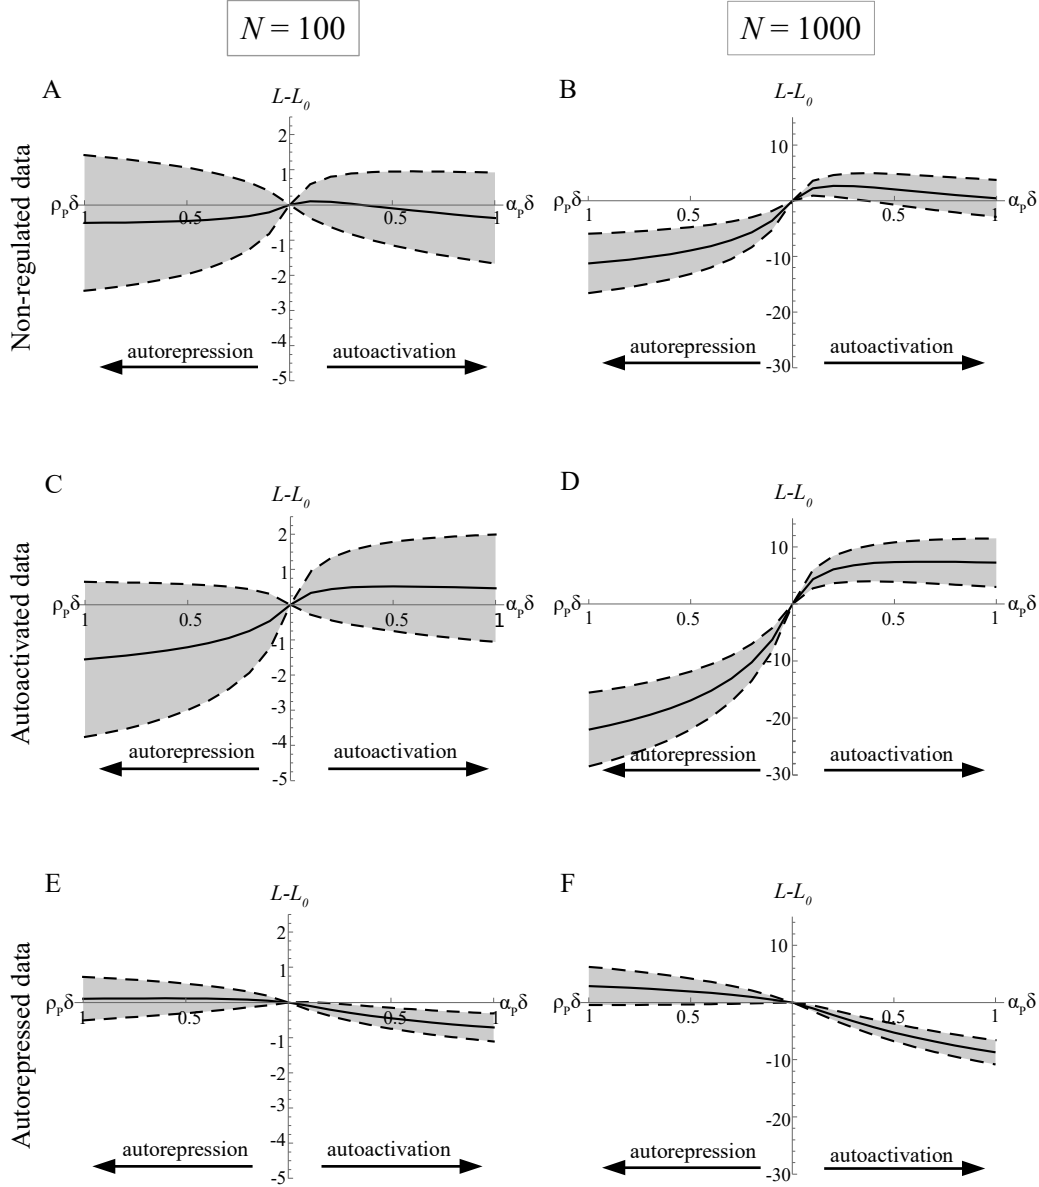 N = 100
N = 1000
Non-regulated data
A
L-L₀
2
1
ρₚδ
1
0.5
0.5
1
αₚδ
-1
-2
-3
-4
-5
autorepression
autoactivation
B
L-L₀
10
ρₚδ
1
0.5
0.5
1
αₚδ
-10
-20
-30
autorepression
autoactivation
Autoactivated data
C
L-L₀
2
1
ρₚδ
1
0.5
0.5
1
αₚδ
-1
-2
-3
-4
-5
autorepression
autoactivation
D
L-L₀
10
ρₚδ
1
0.5
0.5
1
αₚδ
-10
-20
-30
autorepression
autoactivation
Autorepressed data
E
L-L₀
2
1
ρₚδ
1
0.5
0.5
1
αₚδ
-1
-2
-3
-4
-5
autorepression
autoactivation
F
L-L₀
10
ρₚδ
1
0.5
0.5
1
αₚδ
-10
-20
-30
autorepression
autoactivation